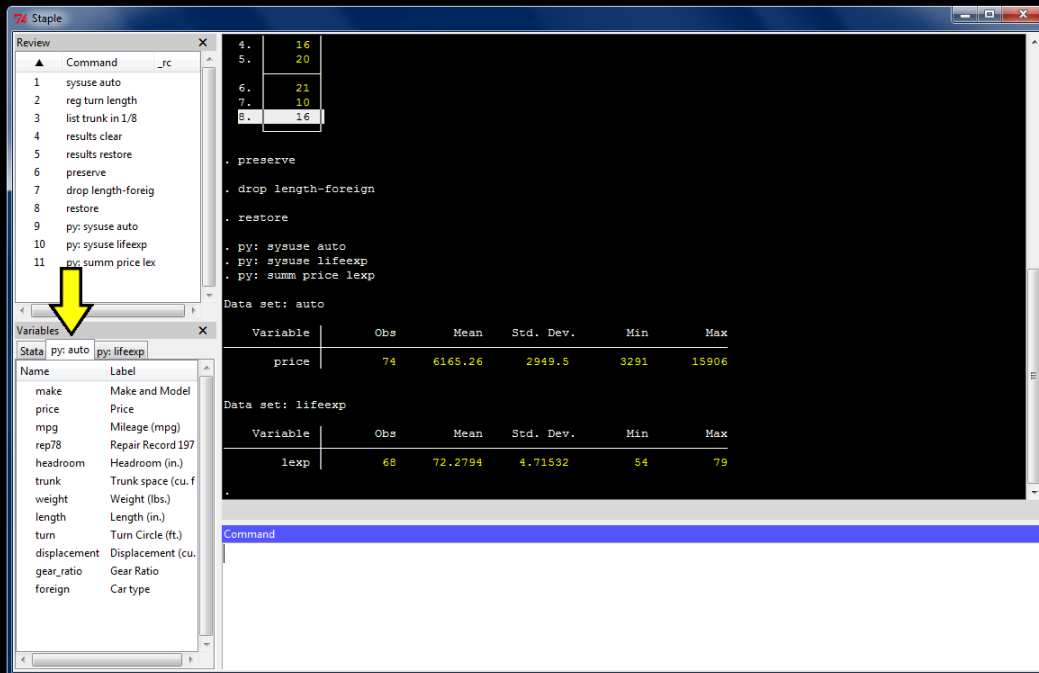 Staple
Review
Command _rc
1 sysuse auto
2 reg turn length
3 list trunk in 1/8
4 results clear
5 results restore
6 preserve
7 drop length-foreig
8 restore
9 py: sysuse auto
10 py: sysuse lifeexp
11 py: summ price lex
Variables
Stata py: auto py: lifeexp
Name Label
make Make and Model
price Price
mpg Mileage (mpg)
rep78 Repair Record 197
headroom Headroom (in.)
trunk Trunk space (cu. f
weight Weight (lbs.)
length Length (in.)
turn Turn Circle (ft.)
displacement Displacement (cu.
gear_ratio Gear Ratio
foreign Car type
4. 16
5. 20
6. 21
7. 10
8. 16
. preserve
. drop length-foreign
. restore
. py: sysuse auto
. py: sysuse lifeexp
. py: summ price lexp
Data set: auto
Variable Obs Mean Std. Dev. Min Max
price 74 6165.26 2949.5 3291 15906
Data set: lifeexp
Variable Obs Mean Std. Dev. Min Max
lexp 68 72.2794 4.71532 54 79
.
Command